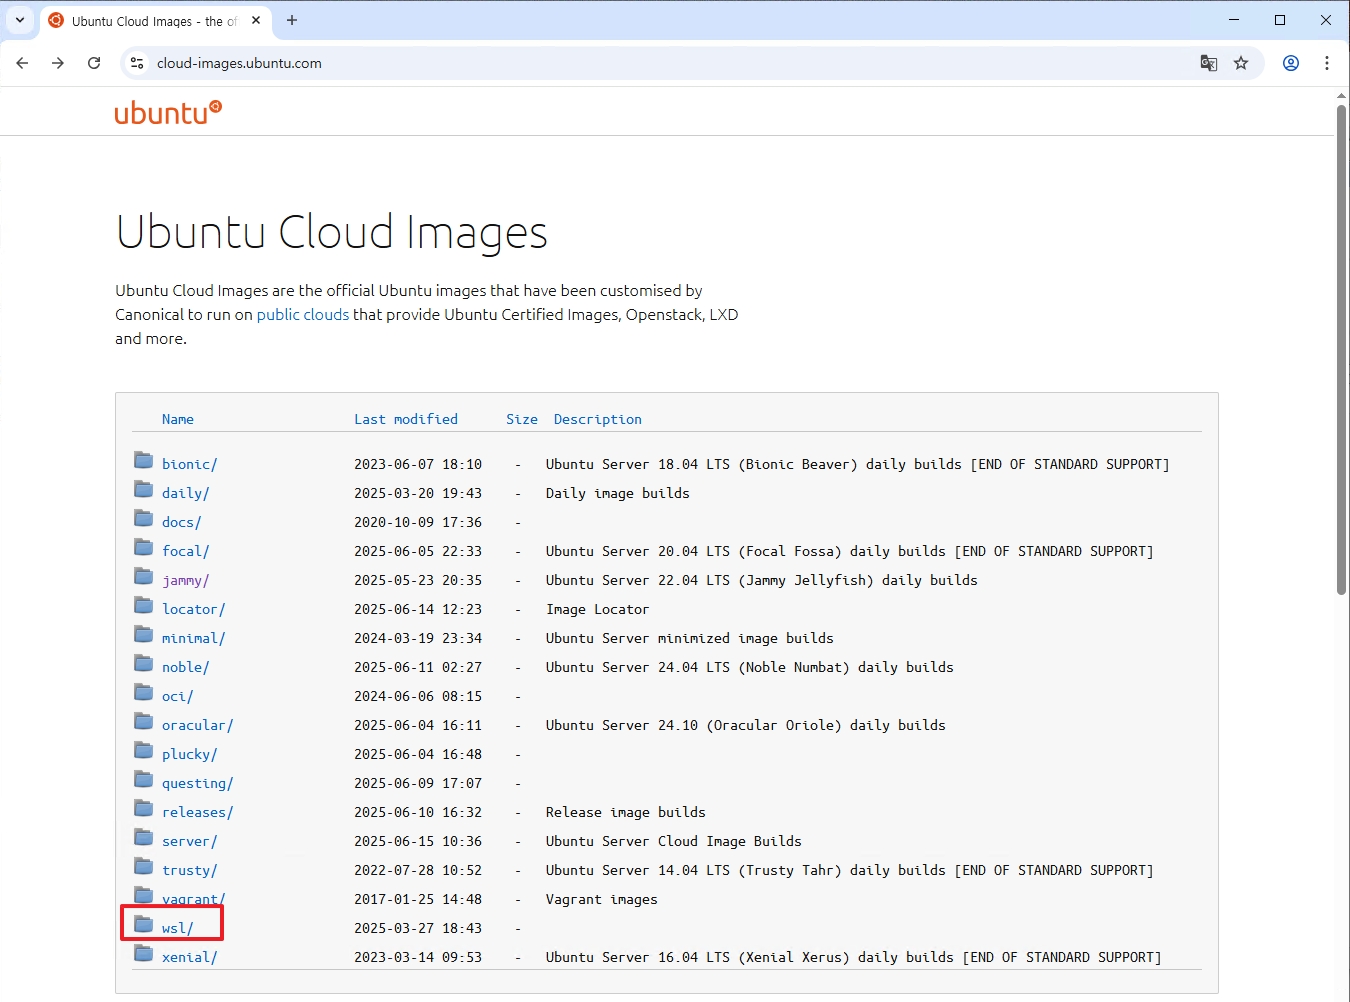 Ubuntu Cloud Images - the of
cloud-images.ubuntu.com
ubuntu
Ubuntu Cloud Images
Ubuntu Cloud Images are the official Ubuntu images that have been customised by
Canonical to run on public clouds that provide Ubuntu Certified Images, Openstack, LXD
and more.
Name Last modified Size Description
bionic/ 2023-06-07 18:10 - Ubuntu Server 18.04 LTS (Bionic Beaver) daily builds [END OF STANDARD SUPPORT]
daily/ 2025-03-20 19:43 - Daily image builds
docs/ 2020-10-09 17:36 -
focal/ 2025-06-05 22:33 - Ubuntu Server 20.04 LTS (Focal Fossa) daily builds [END OF STANDARD SUPPORT]
jammy/ 2025-05-23 20:35 - Ubuntu Server 22.04 LTS (Jammy Jellyfish) daily builds
locator/ 2025-06-14 12:23 - Image Locator
minimal/ 2024-03-19 23:34 - Ubuntu Server minimized image builds
noble/ 2025-06-11 02:27 - Ubuntu Server 24.04 LTS (Noble Numbat) daily builds
oci/ 2024-06-06 08:15 -
oracular/ 2025-06-04 16:11 - Ubuntu Server 24.10 (Oracular Oriole) daily builds
plucky/ 2025-06-04 16:48 -
questing/ 2025-06-09 17:07 -
releases/ 2025-06-10 16:32 - Release image builds
server/ 2025-06-15 10:36 - Ubuntu Server Cloud Image Builds
trusty/ 2022-07-28 10:52 - Ubuntu Server 14.04 LTS (Trusty Tahr) daily builds [END OF STANDARD SUPPORT]
vagrant/ 2017-01-25 14:48 - Vagrant images
wsl/ 2025-03-27 18:43 -
xenial/ 2023-03-14 09:53 - Ubuntu Server 16.04 LTS (Xenial Xerus) daily builds [END OF STANDARD SUPPORT]